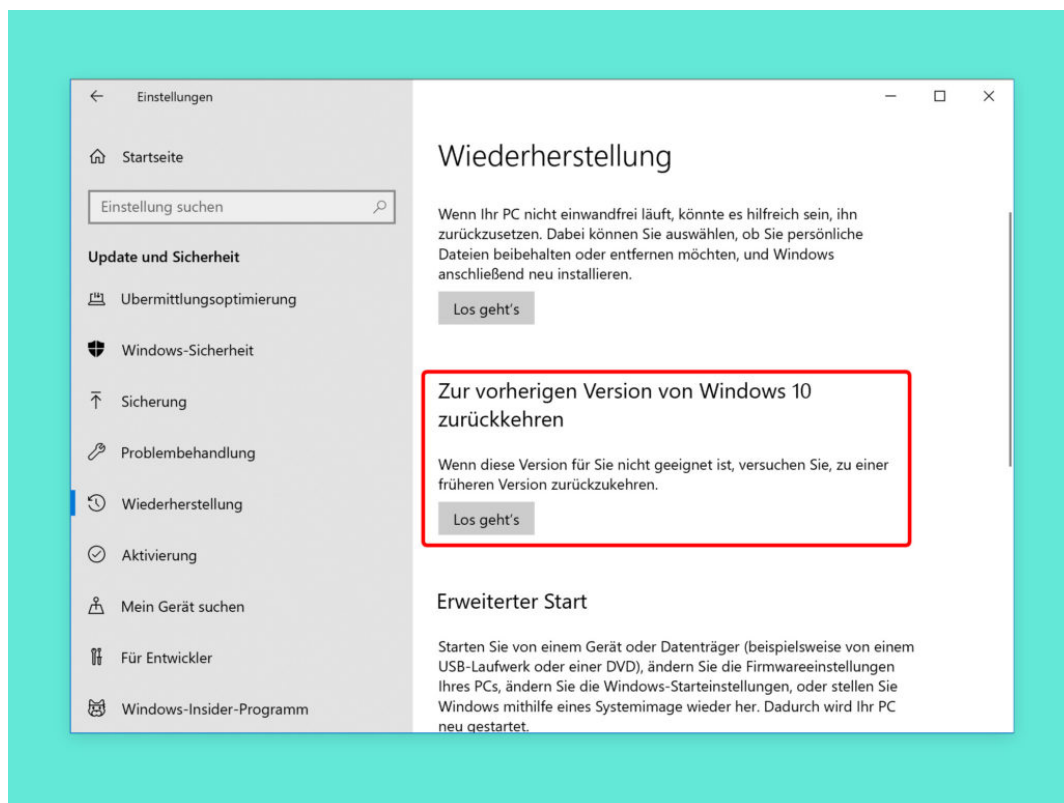 Einstellungen
Startseite
Einstellung suchen
Update und Sicherheit
Übermittlungsoptimierung
Windows-Sicherheit
Sicherung
Problembehandlung
Wiederherstellung
Aktivierung
Mein Gerät suchen
Für Entwickler
Windows-Insider-Programm
Wiederherstellung
Wenn Ihr PC nicht einwandfrei läuft, könnte es hilfreich sein, ihn
zurückzusetzen. Dabei können Sie auswählen, ob Sie persönliche
Dateien beibehalten oder entfernen möchten, und Windows
anschließend neu installieren.
Los geht's
Zur vorherigen Version von Windows 10
zurückkehren
Wenn diese Version für Sie nicht geeignet ist, versuchen Sie, zu einer
früheren Version zurückzukehren.
Los geht's
Erweiterter Start
Starten Sie von einem Gerät oder Datenträger (beispielsweise von einem
USB-Laufwerk oder einer DVD), ändern Sie die Firmwareeinstellungen
Ihres PCs, ändern Sie die Windows-Starteinstellungen, oder stellen Sie
Windows mithilfe eines Systemimage wieder her. Dadurch wird Ihr PC
neu gestartet.